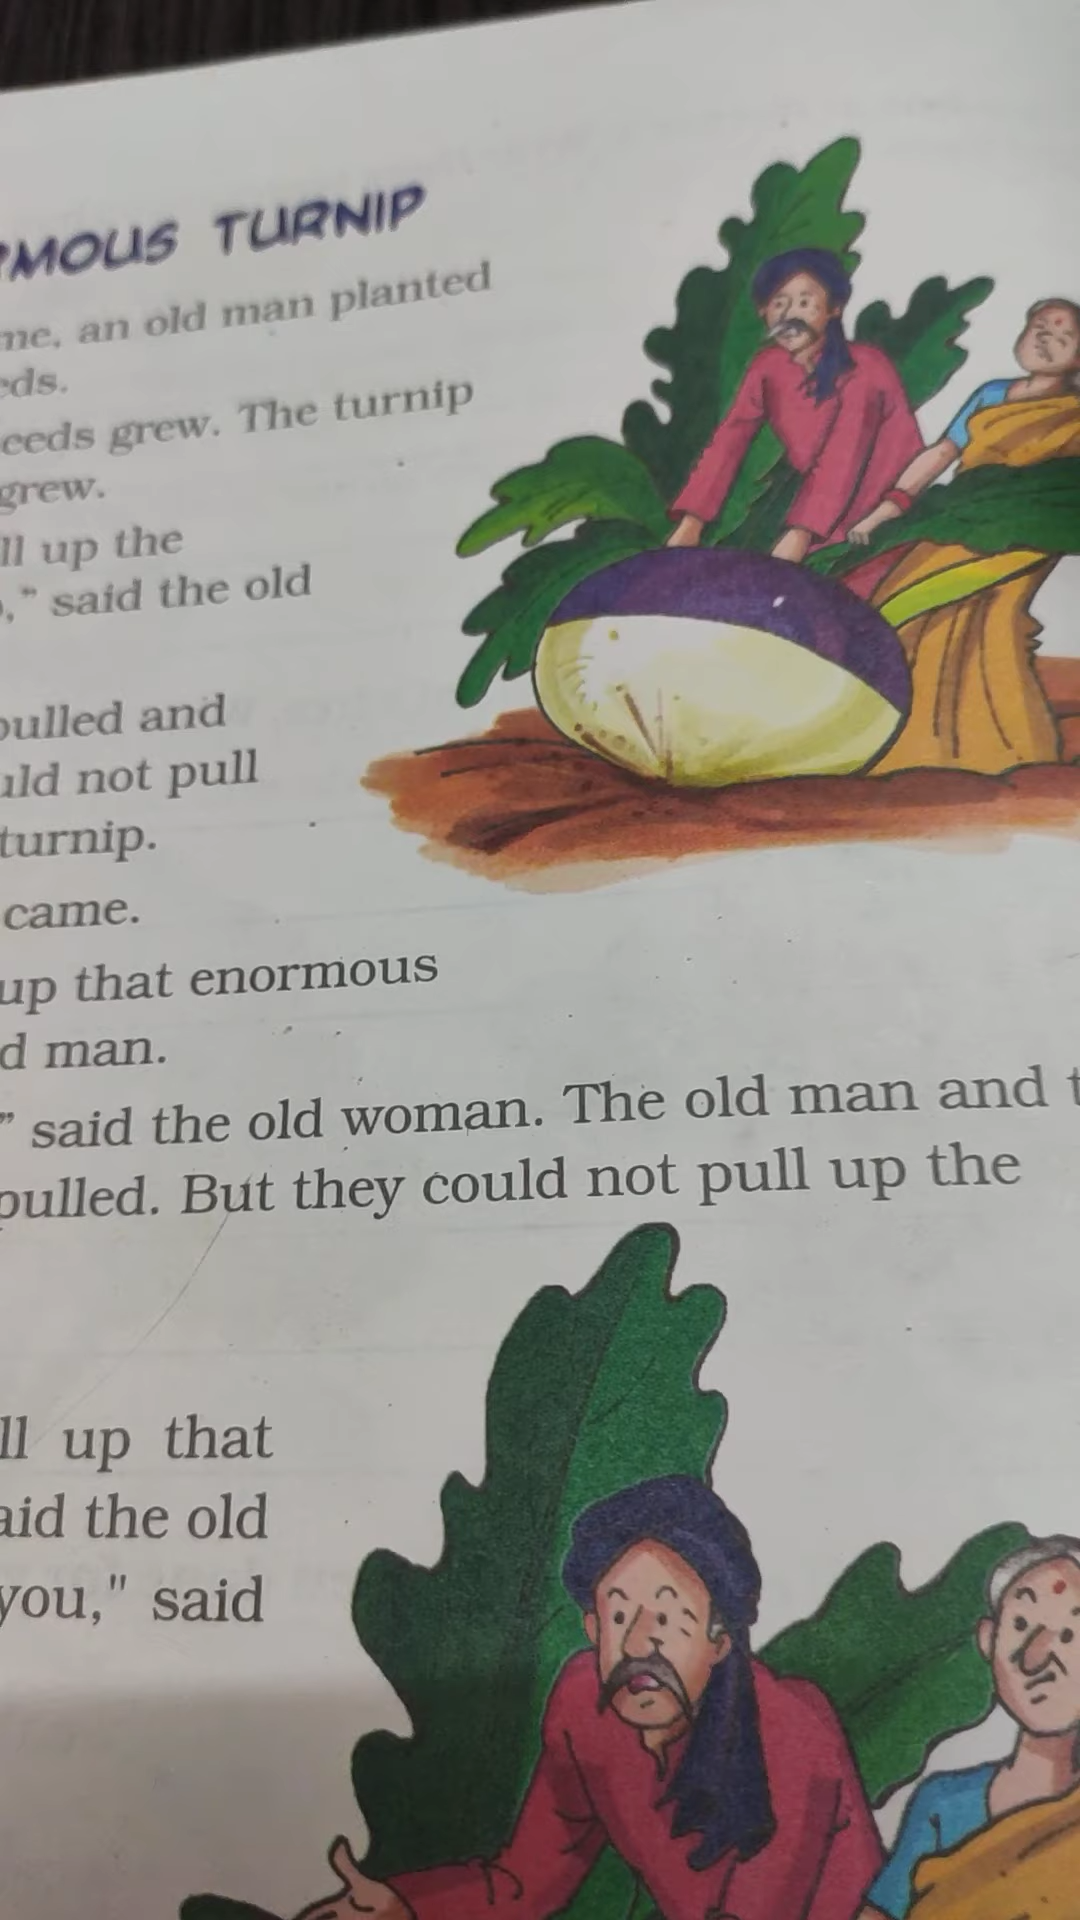 MOUS TURNIP
me, an old man planted
eds.
eeds grew. The turnip
grew.
ll up the
," said the old
pulled and
uld not pull
turnip.
came.
up that enormous
d man.
" said the old woman. The old man and t
pulled. But they could not pull up the
ll up that
aid the old
you," said